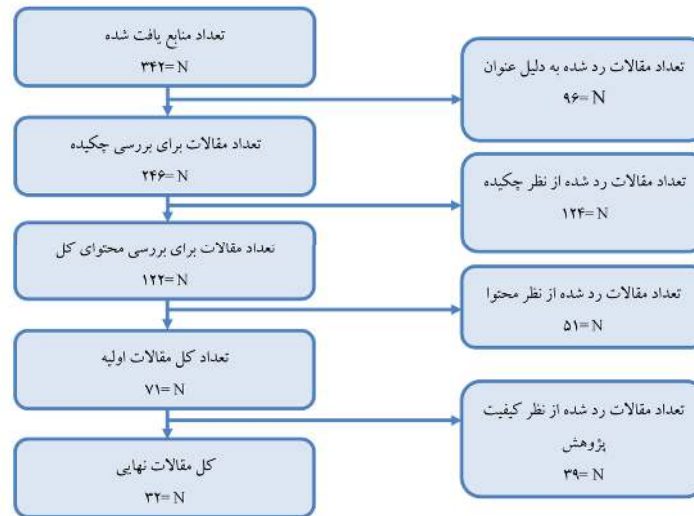 تعداد منابع یافت شده
۳۴۲= N
تعداد مقالات رد شده به دلیل عنوان
۹۶= N
تعداد مقالات برای بررسی چکیده
۲۴۶= N
تعداد مقالات رد شده از نظر چکیده
۱۲۴= N
تعداد مقالات برای بررسی محتوای کل
۱۲۲= N
تعداد مقالات رد شده از نظر محتوا
۵۱= N
تعداد کل مقالات اولیه
۷۱= N
تعداد مقالات رد شده از نظر کیفیت
پژوهش
۳۹= N
کل مقالات نهایی
۳۲= N